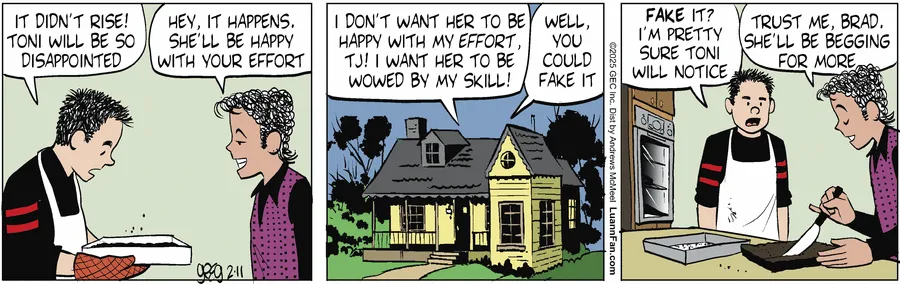 IT DIDN'T RISE!
TONI WILL BE SO
DISAPPOINTED
HEY, IT HAPPENS.
SHE'LL BE HAPPY
WITH YOUR EFFORT
greg 2·11
I DON'T WANT HER TO BE
HAPPY WITH MY EFFORT,
TJ! I WANT HER TO BE
WOWED BY MY SKILL!
WELL,
YOU
COULD
FAKE IT
©2025 GEC Inc. Dist by Andrews McMeel LuannFan.com
FAKE IT?
I'M PRETTY
SURE TONI
WILL NOTICE
TRUST ME, BRAD.
SHE'LL BE BEGGING
FOR MORE